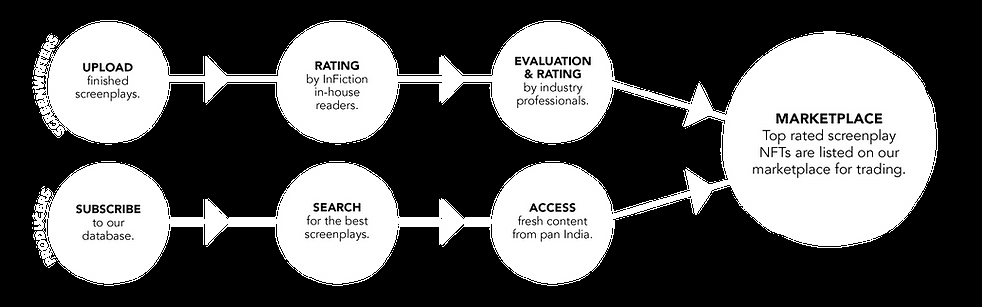 SCREENWRITERS
UPLOAD
finished
screenplays.
RATING
by InFiction
in-house
readers.
EVALUATION
& RATING
by industry
professionals.
PRODUCERS
SUBSCRIBE
to our
database.
SEARCH
for the best
screenplays.
ACCESS
fresh content
from pan India.
MARKETPLACE
Top rated screenplay
NFTs are listed on our
marketplace for trading.